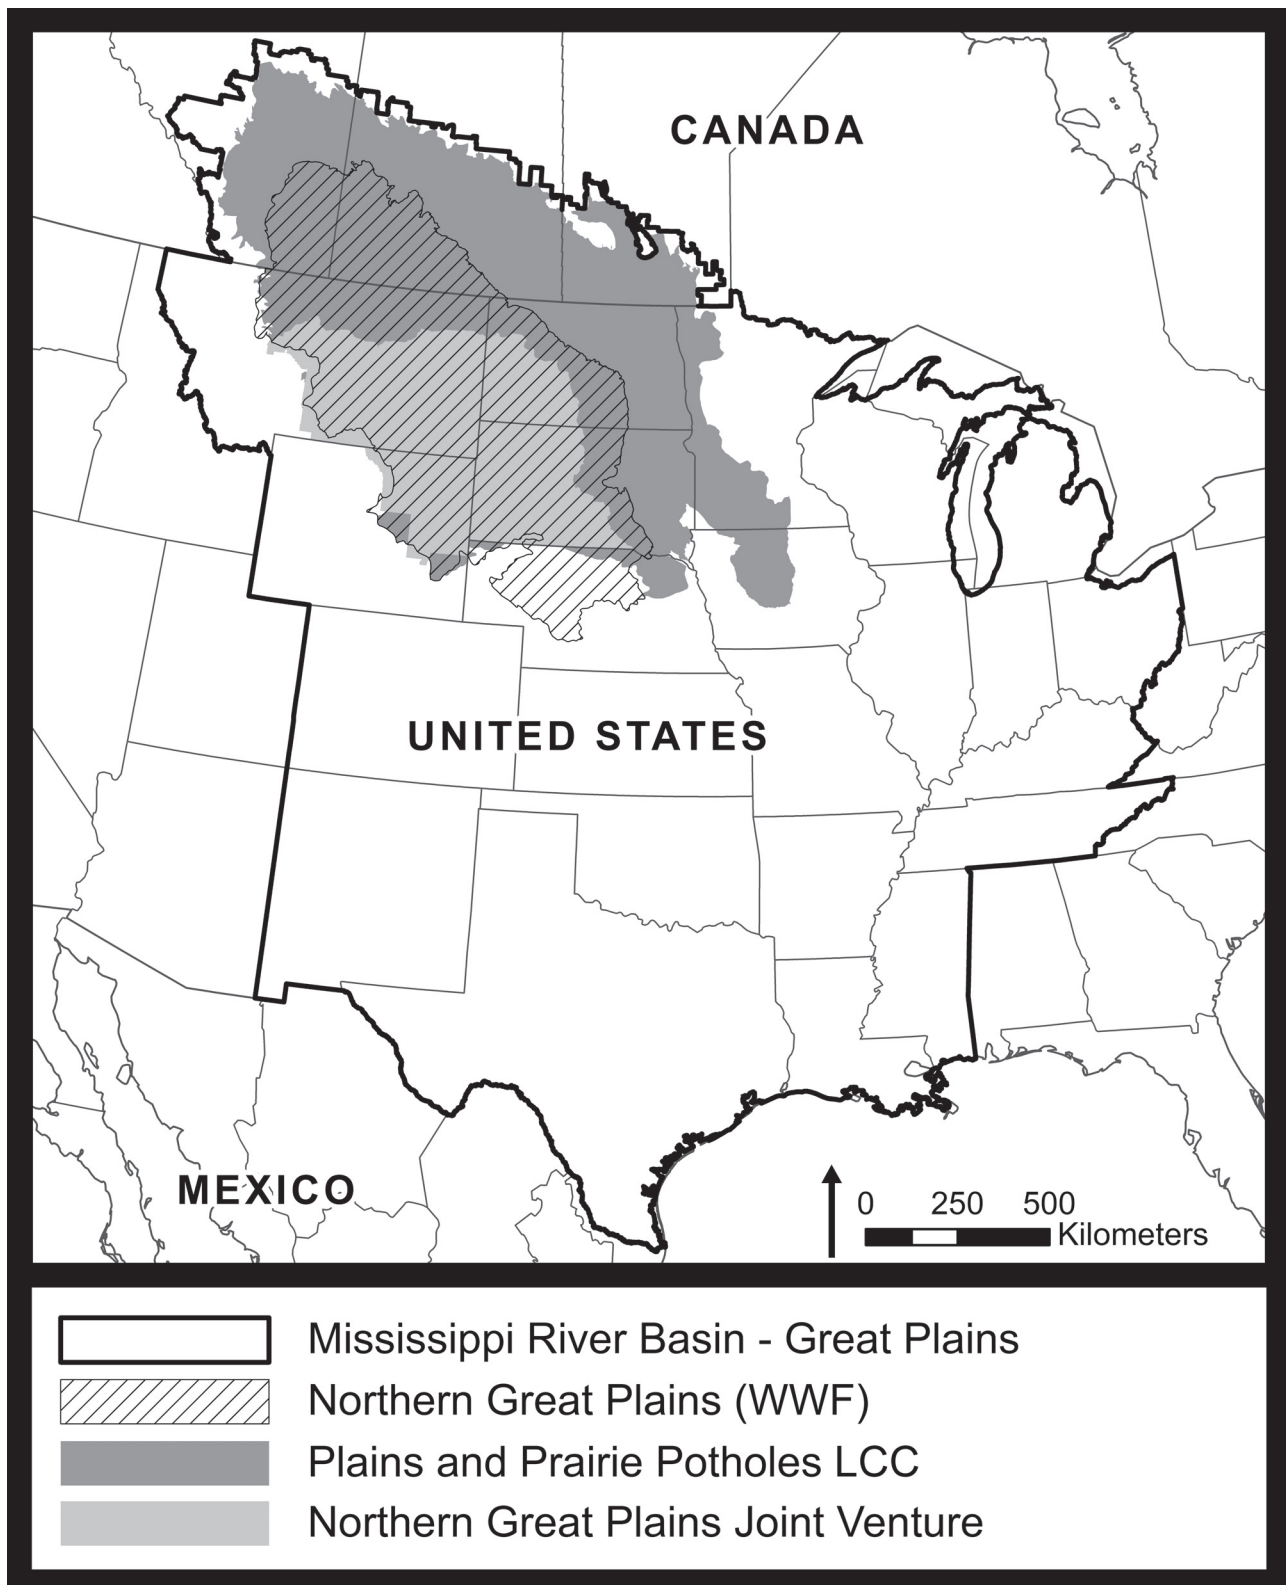 CANADA
UNITED STATES
MEXICO
0 250 500
Kilometers
Mississippi River Basin - Great Plains
Northern Great Plains (WWF)
Plains and Prairie Potholes LCC
Northern Great Plains Joint Venture